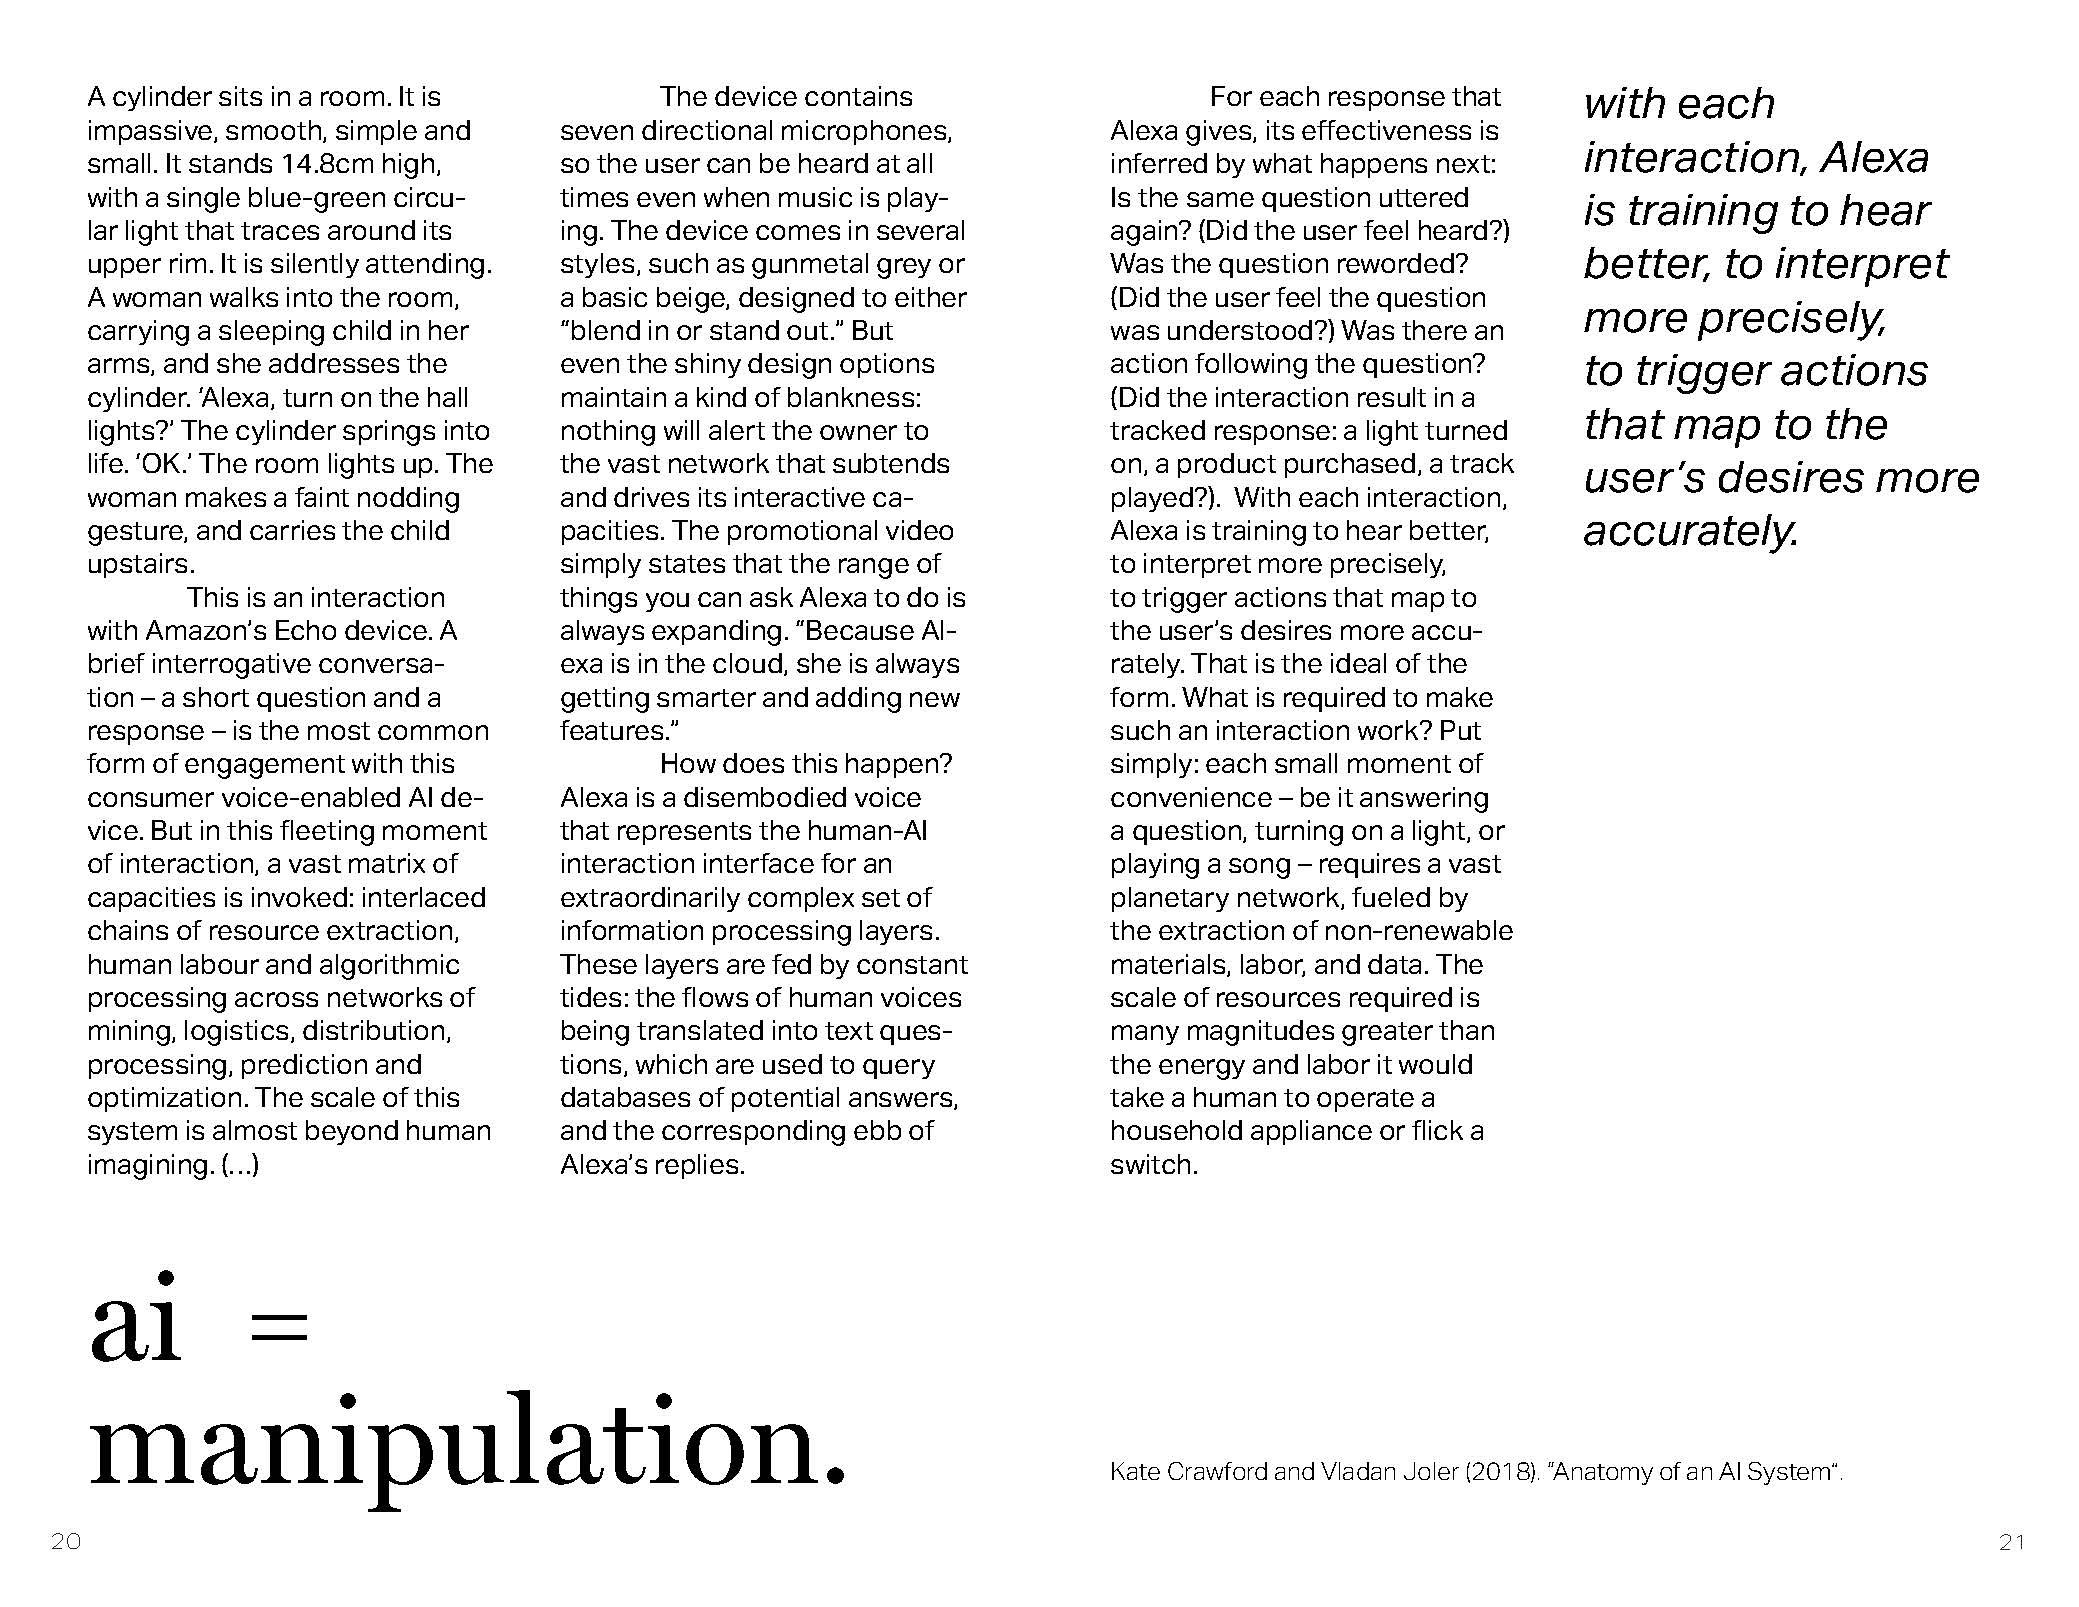 A cylinder sits in a room. It is
impassive, smooth, simple and
small. It stands 14.8cm high,
with a single blue-green circu-
lar light that traces around its
upper rim. It is silently attending.
A woman walks into the room,
carrying a sleeping child in her
arms, and she addresses the
cylinder. ‘Alexa, turn on the hall
lights?’ The cylinder springs into
life. ‘OK.’ The room lights up. The
woman makes a faint nodding
gesture, and carries the child
upstairs.
This is an interaction
with Amazon’s Echo device. A
brief interrogative conversa-
tion – a short question and a
response – is the most common
form of engagement with this
consumer voice-enabled AI de-
vice. But in this fleeting moment
of interaction, a vast matrix of
capacities is invoked: interlaced
chains of resource extraction,
human labour and algorithmic
processing across networks of
mining, logistics, distribution,
processing, prediction and
optimization. The scale of this
system is almost beyond human
imagining. (…)
The device contains
seven directional microphones,
so the user can be heard at all
times even when music is play-
ing. The device comes in several
styles, such as gunmetal grey or
a basic beige, designed to either
“blend in or stand out.” But
even the shiny design options
maintain a kind of blankness:
nothing will alert the owner to
the vast network that subtends
and drives its interactive ca-
pacities. The promotional video
simply states that the range of
things you can ask Alexa to do is
always expanding. “Because Al-
exa is in the cloud, she is always
getting smarter and adding new
features.”
How does this happen?
Alexa is a disembodied voice
that represents the human-AI
interaction interface for an
extraordinarily complex set of
information processing layers.
These layers are fed by constant
tides: the flows of human voices
being translated into text ques-
tions, which are used to query
databases of potential answers,
and the corresponding ebb of
Alexa’s replies.
ai =
manipulation.
20
For each response that
Alexa gives, its effectiveness is
inferred by what happens next:
Is the same question uttered
again? (Did the user feel heard?)
Was the question reworded?
(Did the user feel the question
was understood?) Was there an
action following the question?
(Did the interaction result in a
tracked response: a light turned
on, a product purchased, a track
played?). With each interaction,
Alexa is training to hear better,
to interpret more precisely,
to trigger actions that map to
the user’s desires more accu-
rately. That is the ideal of the
form. What is required to make
such an interaction work? Put
simply: each small moment of
convenience – be it answering
a question, turning on a light, or
playing a song – requires a vast
planetary network, fueled by
the extraction of non-renewable
materials, labor, and data. The
scale of resources required is
many magnitudes greater than
the energy and labor it would
take a human to operate a
household appliance or flick a
switch.
with each
interaction, Alexa
is training to hear
better, to interpret
more precisely,
to trigger actions
that map to the
user’s desires more
accurately.
Kate Crawford and Vladan Joler (2018). “Anatomy of an AI System“.
21